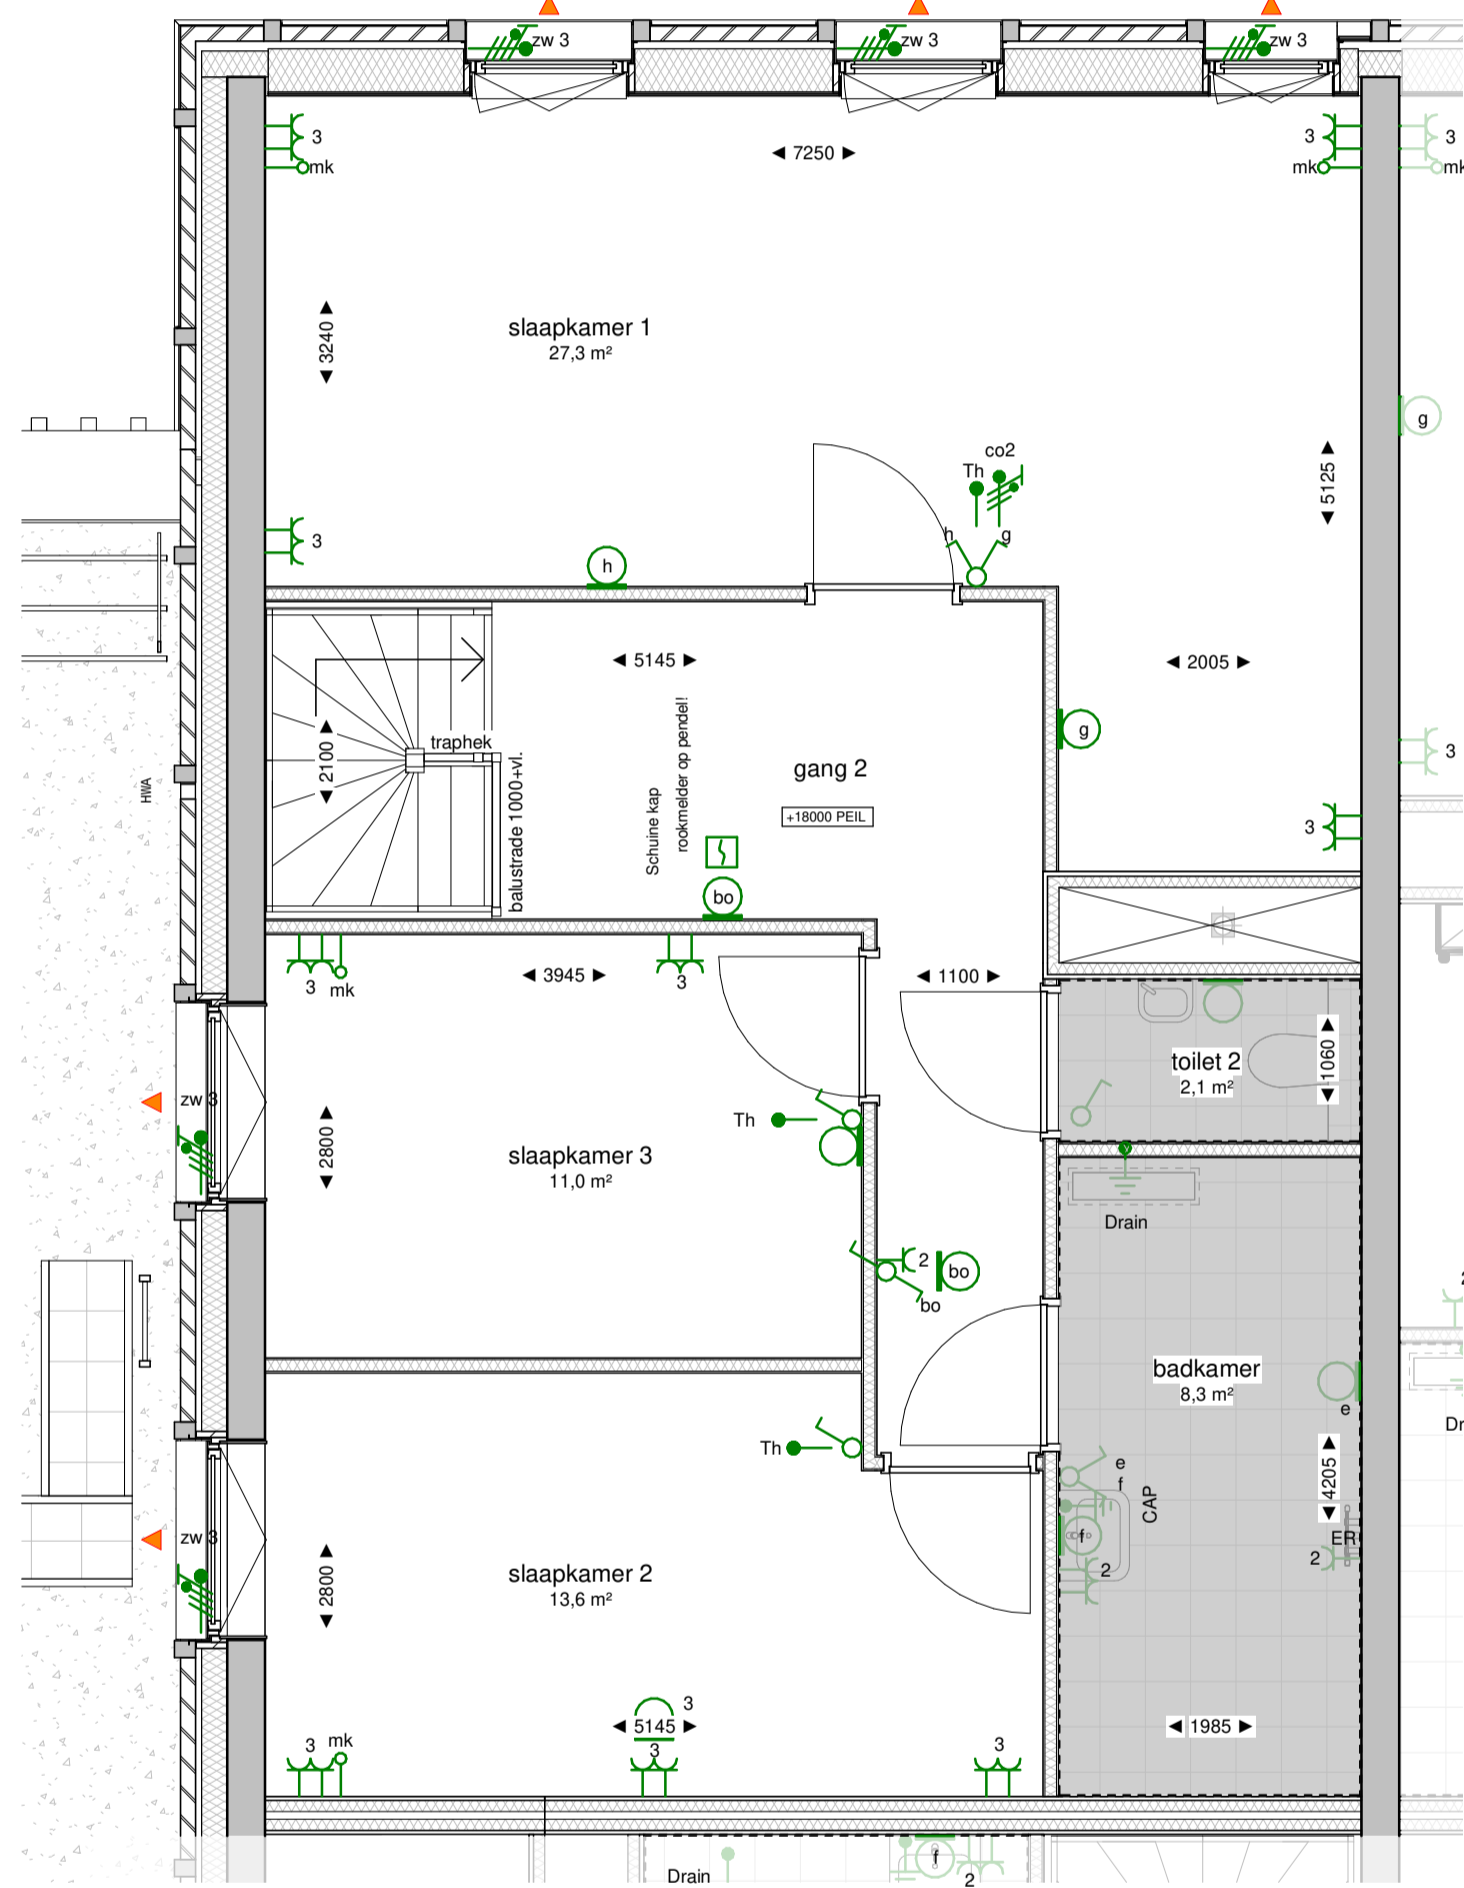 zw 3
zw 3
zw 3
3
mk
7250
3
mk
3
mk
slaapkamer 1
27,3 m²
3240
g
co2
Th
5125
h
g
3
h
5145
2005
traphek
2100
balustrade 1000+vl.
Schuine kap
rookmelder op pendel!
gang 2
+18000 PEIL
g
3
HWA
3
bo
3
mk
3945
3
1100
toilet 2
2,1 m²
1060
zw 3
Th
slaapkamer 3
11,0 m²
2800
Drain
2
bo
bo
2
badkamer
8,3 m²
e
Dr
Th
e
f
CAP
4205
ER
2
f
2
zw 3
slaapkamer 2
13,6 m²
2800
3
5145
1985
3
mk
3
3
Drain
f
2